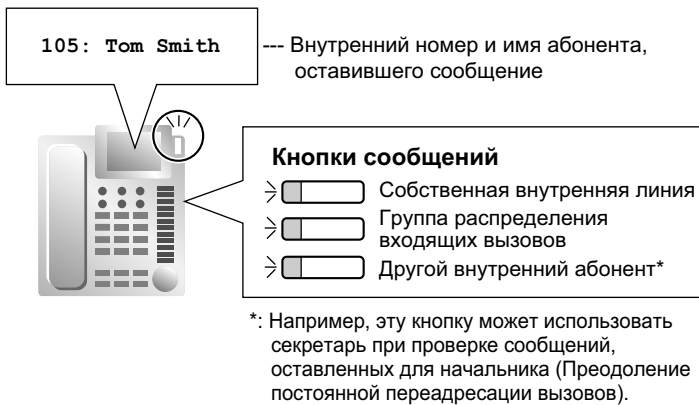 105: Tom Smith
--- Внутренний номер и имя абонента,
оставившего сообщение
Кнопки сообщений
Собственная внутренняя линия
Группа распределения
входящих вызовов
Другой внутренний абонент*
*: Например, эту кнопку может использовать
секретарь при проверке сообщений,
оставленных для начальника (Преодоление
постоянной переадресации вызовов).